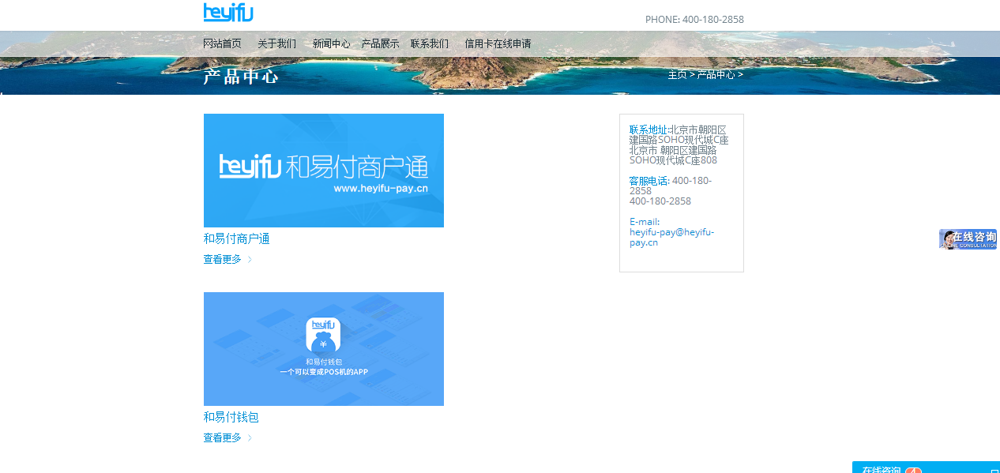 heyifu
PHONE: 400-180-2858
网站首页 关于我们 新闻中心 产品展示 联系我们 信用卡在线申请
产品中心
主页 > 产品中心 >
heyifu 和易付商户通
www.heyifu-pay.cn
和易付商户通
查看更多
heyifu
¥
和易付钱包
一个可以变成POS机的APP
和易付钱包
查看更多
联系地址:北京市朝阳区
建国路SOHO现代城C座
北京市 朝阳区建国路
SOHO现代城C座808
客服电话: 400-180-
2858
400-180-2858
E-mail:
heyifu-pay@heyifu-
pay.cn
在线咨询
ONLINE CONSULTATION
在线咨询 4